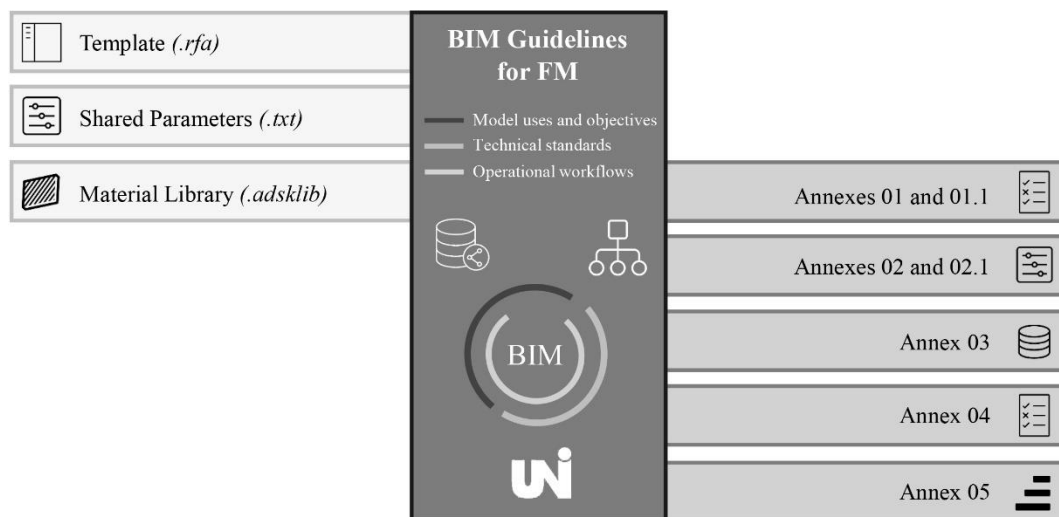 Template (.rfa)
Shared Parameters (.txt)
Material Library (.adsklib)
BIM Guidelines
for FM
Model uses and objectives
Technical standards
Operational workflows
BIM
UNI
Annexes 01 and 01.1
Annexes 02 and 02.1
Annex 03
Annex 04
Annex 05